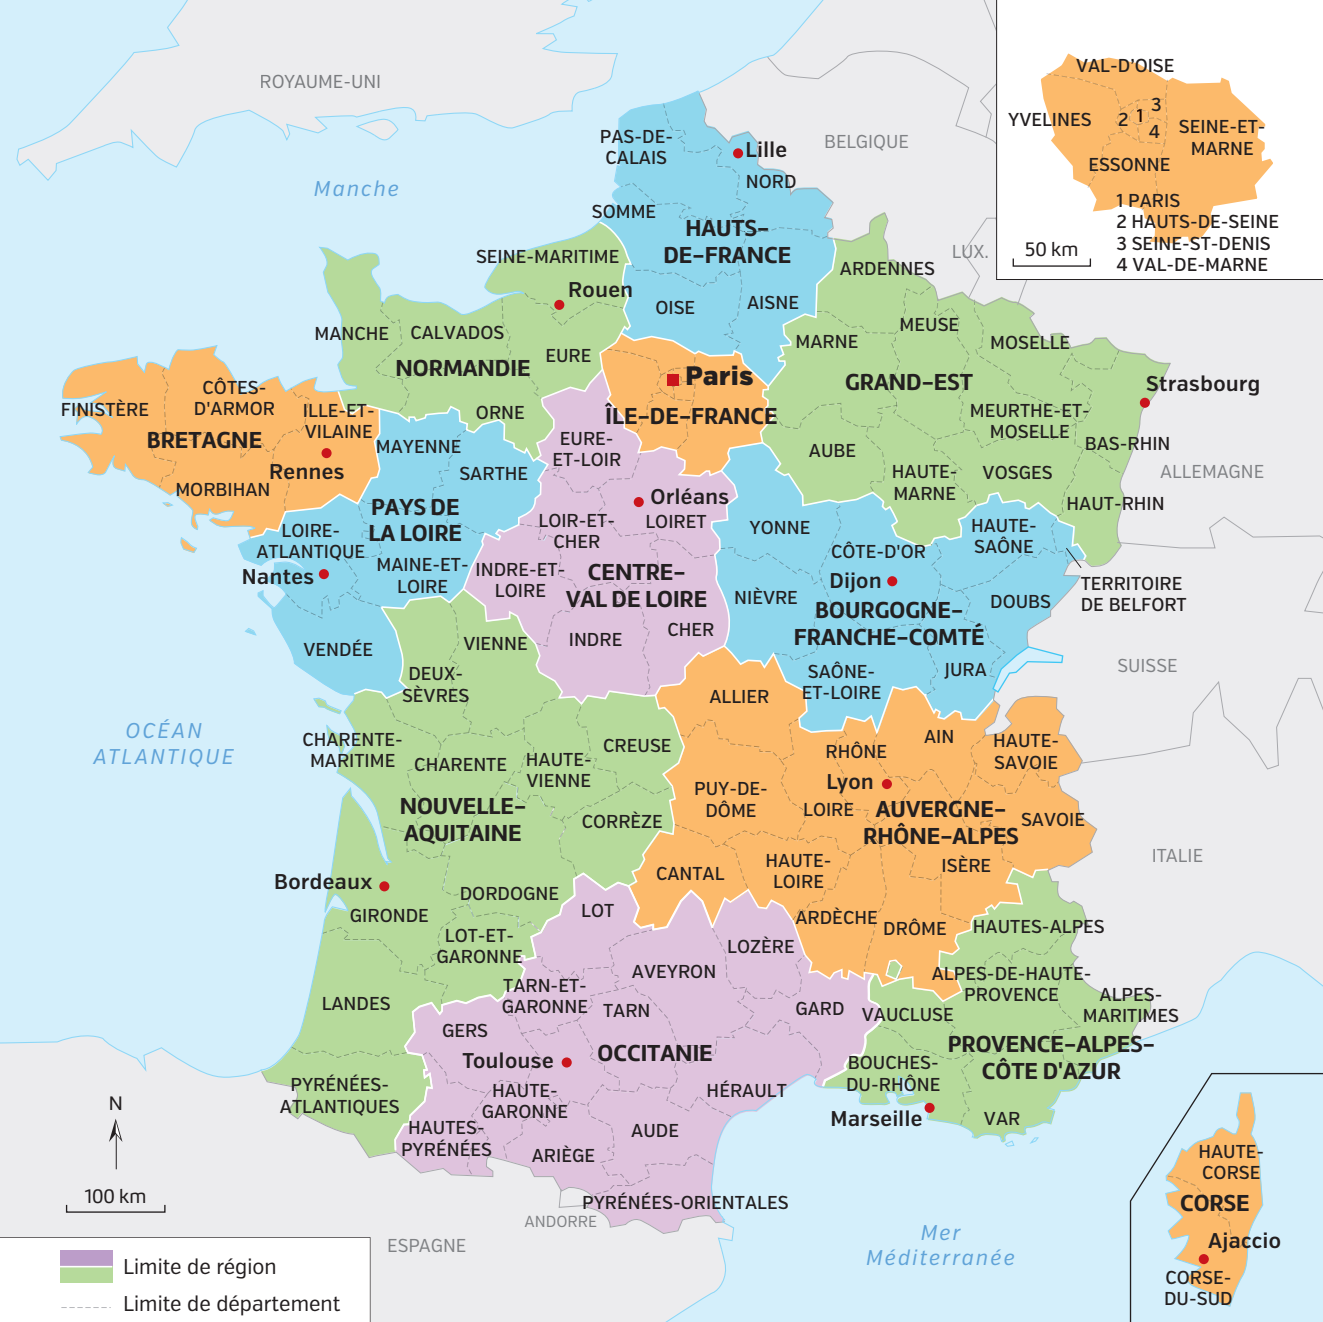 ROYAUME-UNI
BELGIQUE
LUX.
ALLEMAGNE
SUISSE
ITALIE
ANDORRE
ESPAGNE
Manche
OCÉAN
ATLANTIQUE
Mer
Méditerranée
VAL-D'OISE
YVELINES
3
2
1
4
SEINE-ET-
MARNE
ESSONNE
1 PARIS
2 HAUTS-DE-SEINE
3 SEINE-ST-DENIS
4 VAL-DE-MARNE
50 km
PAS-DE-
CALAIS
Lille
NORD
SOMME
HAUTS-
DE-FRANCE
OISE
AISNE
SEINE-MARITIME
Rouen
MANCHE
CALVADOS
EURE
NORMANDIE
ORNE
Paris
ÎLE-DE-FRANCE
ARDENNES
MARNE
MEUSE
MOSELLE
GRAND-EST
Strasbourg
MEURTHE-ET-
MOSELLE
BAS-RHIN
AUBE
HAUTE-
MARNE
VOSGES
HAUT-RHIN
FINISTÈRE
CÔTES-
D'ARMOR
ILLE-ET-
VILAINE
BRETAGNE
Rennes
MORBIHAN
MAYENNE
SARTHE
PAYS DE
LA LOIRE
LOIRE-
ATLANTIQUE
Nantes
MAINE-ET-
LOIRE
VENDÉE
EURE-
ET-LOIR
Orléans
LOIRET
LOIR-ET-
CHER
INDRE-ET-
LOIRE
CENTRE-
VAL DE LOIRE
INDRE
CHER
YONNE
CÔTE-D'OR
HAUTE-
SAÔNE
Dijon
NIÈVRE
BOURGOGNE-
FRANCHE-COMTÉ
DOUBS
TERRITOIRE
DE BELFORT
SAÔNE-
ET-LOIRE
JURA
VIENNE
DEUX-
SÈVRES
CHARENTE-
MARITIME
CHARENTE
HAUTE-
VIENNE
CREUSE
NOUVELLE-
AQUITAINE
CORRÈZE
Bordeaux
GIRONDE
DORDOGNE
LOT-ET-
GARONNE
LANDES
PYRÉNÉES-
ATLANTIQUES
ALLIER
RHÔNE
AIN
HAUTE-
SAVOIE
Lyon
PUY-DE-
DÔME
LOIRE
AUVERGNE-
RHÔNE-ALPES
SAVOIE
CANTAL
HAUTE-
LOIRE
ISÈRE
ARDÈCHE
DRÔME
LOT
LOZÈRE
AVEYRON
TARN-ET-
GARONNE
TARN
GARD
GERS
Toulouse
OCCITANIE
HAUTE-
GARONNE
HÉRAULT
HAUTES-
PYRÉNÉES
ARIÈGE
AUDE
PYRÉNÉES-ORIENTALES
HAUTES-ALPES
ALPES-DE-HAUTE-
PROVENCE
ALPES-
MARITIMES
VAUCLUSE
PROVENCE-ALPES-
CÔTE D'AZUR
BOUCHES-
DU-RHÔNE
Marseille
VAR
HAUTE-
CORSE
CORSE
Ajaccio
CORSE-
DU-SUD
N
100 km
Limite de région
Limite de département